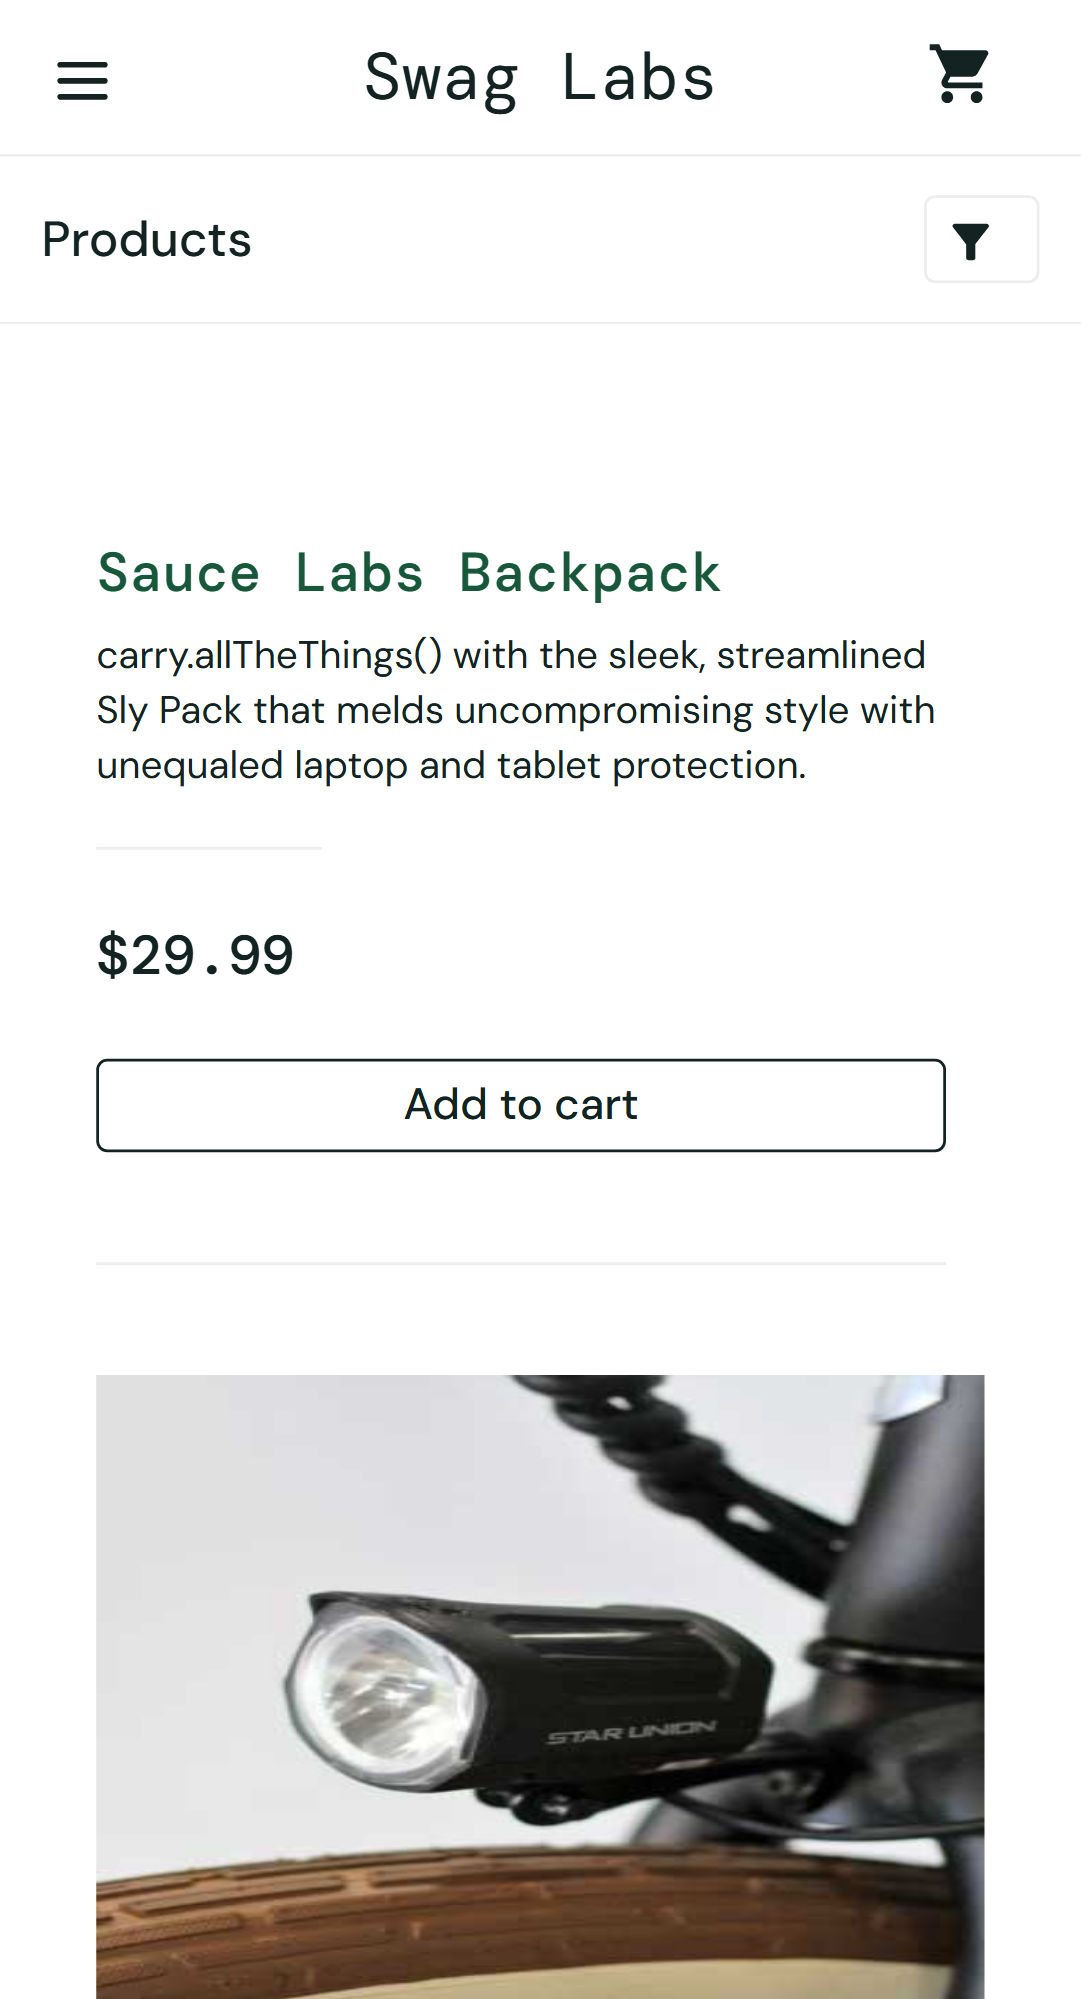 Swag Labs
Products
Sauce Labs Backpack
carry.allTheThings() with the sleek, streamlined
Sly Pack that melds uncompromising style with
unequaled laptop and tablet protection.
$29.99
Add to cart
STAR UNION